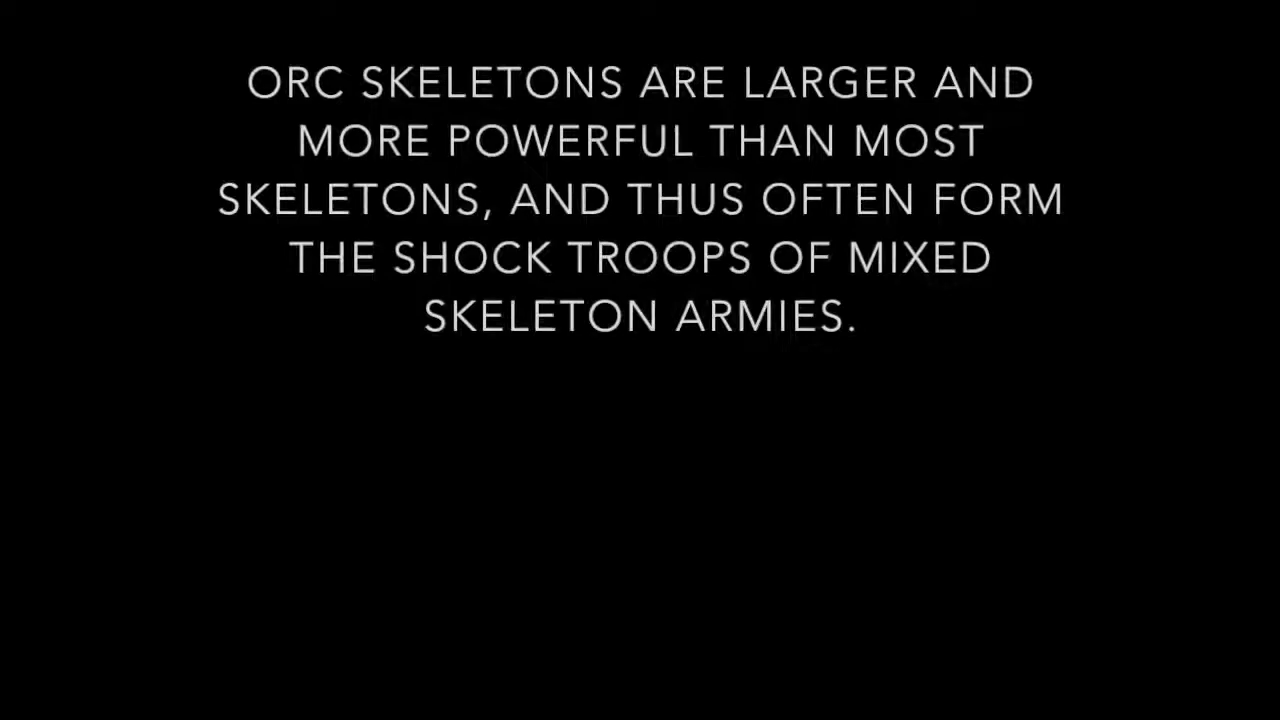 ORC SKELETONS ARE LARGER AND
MORE POWERFUL THAN MOST
SKELETONS, AND THUS OFTEN FORM
THE SHOCK TROOPS OF MIXED
SKELETON ARMIES.